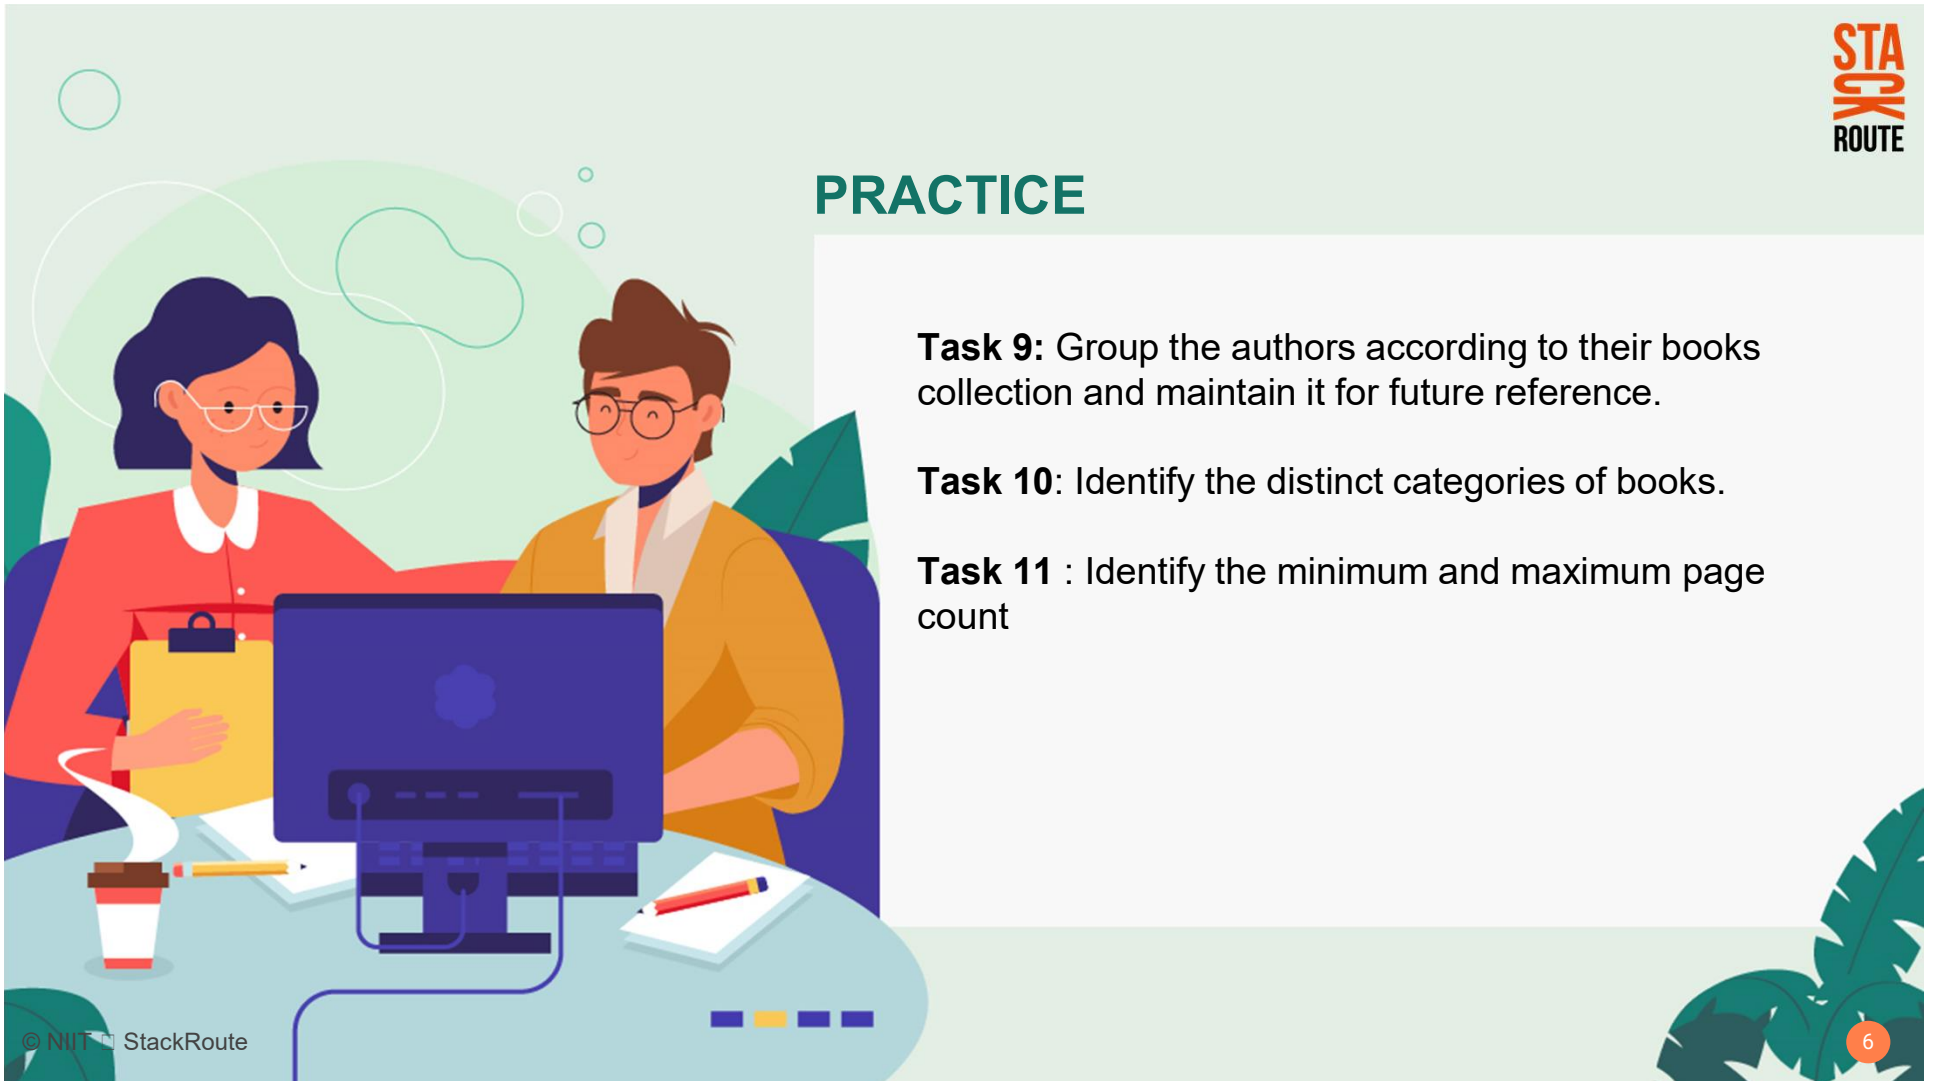 STA
CK
ROUTE
PRACTICE
Task 9: Group the authors according to their books
collection and maintain it for future reference.
Task 10: Identify the distinct categories of books.
Task 11 : Identify the minimum and maximum page
count
© NIIT StackRoute
6